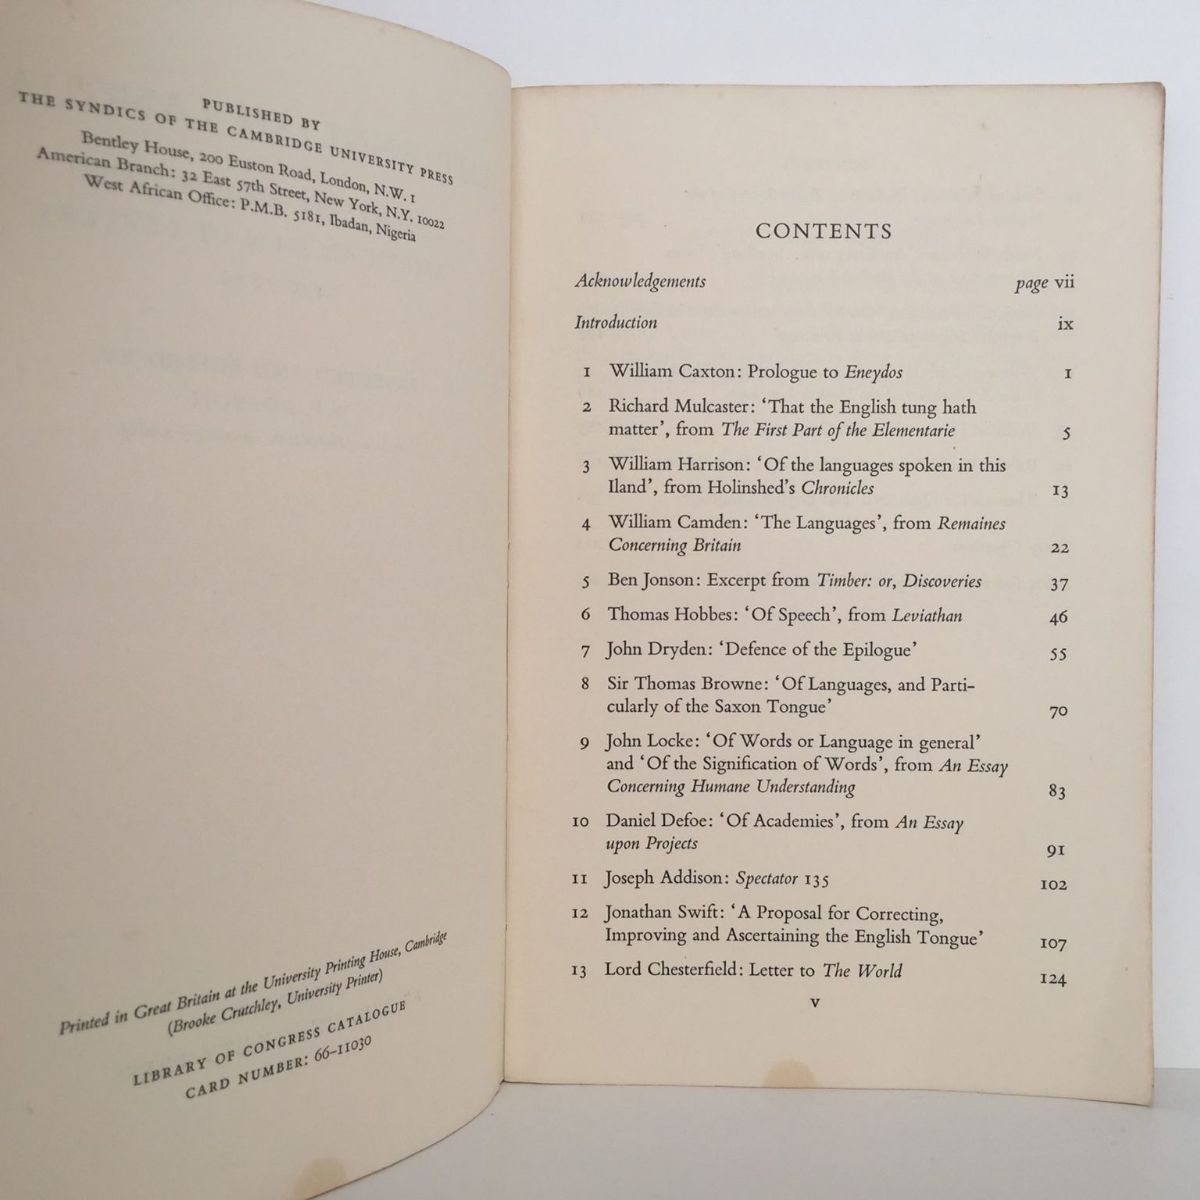 PUBLISHED BY
THE SYNDICS OF THE CAMBRIDGE UNIVERSITY PRESS
Bentley House, 200 Euston Road, London, N.W. 1
American Branch: 32 East 57th Street, New York, N.Y. 10022
West African Office: P.M.B. 5181, Ibadan, Nigeria
Printed in Great Britain at the University Printing House, Cambridge
(Brooke Crutchley, University Printer)
LIBRARY OF CONGRESS CATALOGUE
CARD NUMBER: 66–11030
CONTENTS
Acknowledgements page vii
Introduction ix
1 William Caxton: Prologue to Eneydos 1
2 Richard Mulcaster: ‘That the English tung hath
matter’, from The First Part of the Elementarie 5
3 William Harrison: ‘Of the languages spoken in this
Iland’, from Holinshed’s Chronicles 13
4 William Camden: ‘The Languages’, from Remaines
Concerning Britain 22
5 Ben Jonson: Excerpt from Timber: or, Discoveries 37
6 Thomas Hobbes: ‘Of Speech’, from Leviathan 46
7 John Dryden: ‘Defence of the Epilogue’ 55
8 Sir Thomas Browne: ‘Of Languages, and Parti-
cularly of the Saxon Tongue’ 70
9 John Locke: ‘Of Words or Language in general’
and ‘Of the Signification of Words’, from An Essay
Concerning Humane Understanding 83
10 Daniel Defoe: ‘Of Academies’, from An Essay
upon Projects 91
11 Joseph Addison: Spectator 135 102
12 Jonathan Swift: ‘A Proposal for Correcting,
Improving and Ascertaining the English Tongue’ 107
13 Lord Chesterfield: Letter to The World 124
v